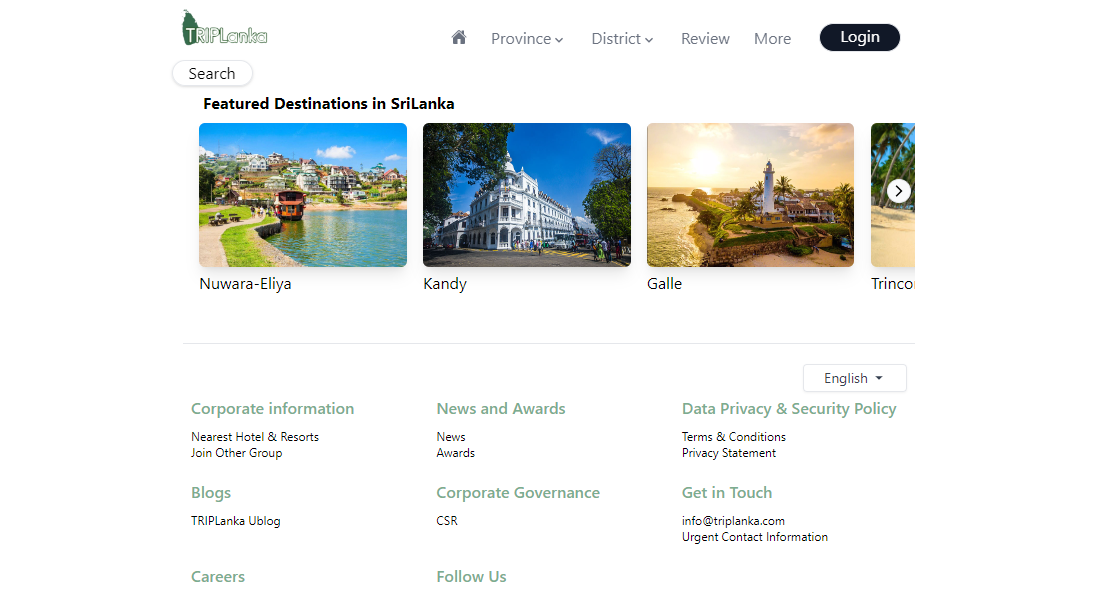 TRIPLanka
Province
District
Review
More
Login
Search
Featured Destinations in SriLanka
Nuwara-Eliya
Kandy
Galle
Trincor
English
Corporate information
News and Awards
Data Privacy & Security Policy
Nearest Hotel & Resorts
News
Terms & Conditions
Join Other Group
Awards
Privacy Statement
Blogs
Corporate Governance
Get in Touch
TRIPLanka Ublog
CSR
info@triplanka.com
Urgent Contact Information
Careers
Follow Us